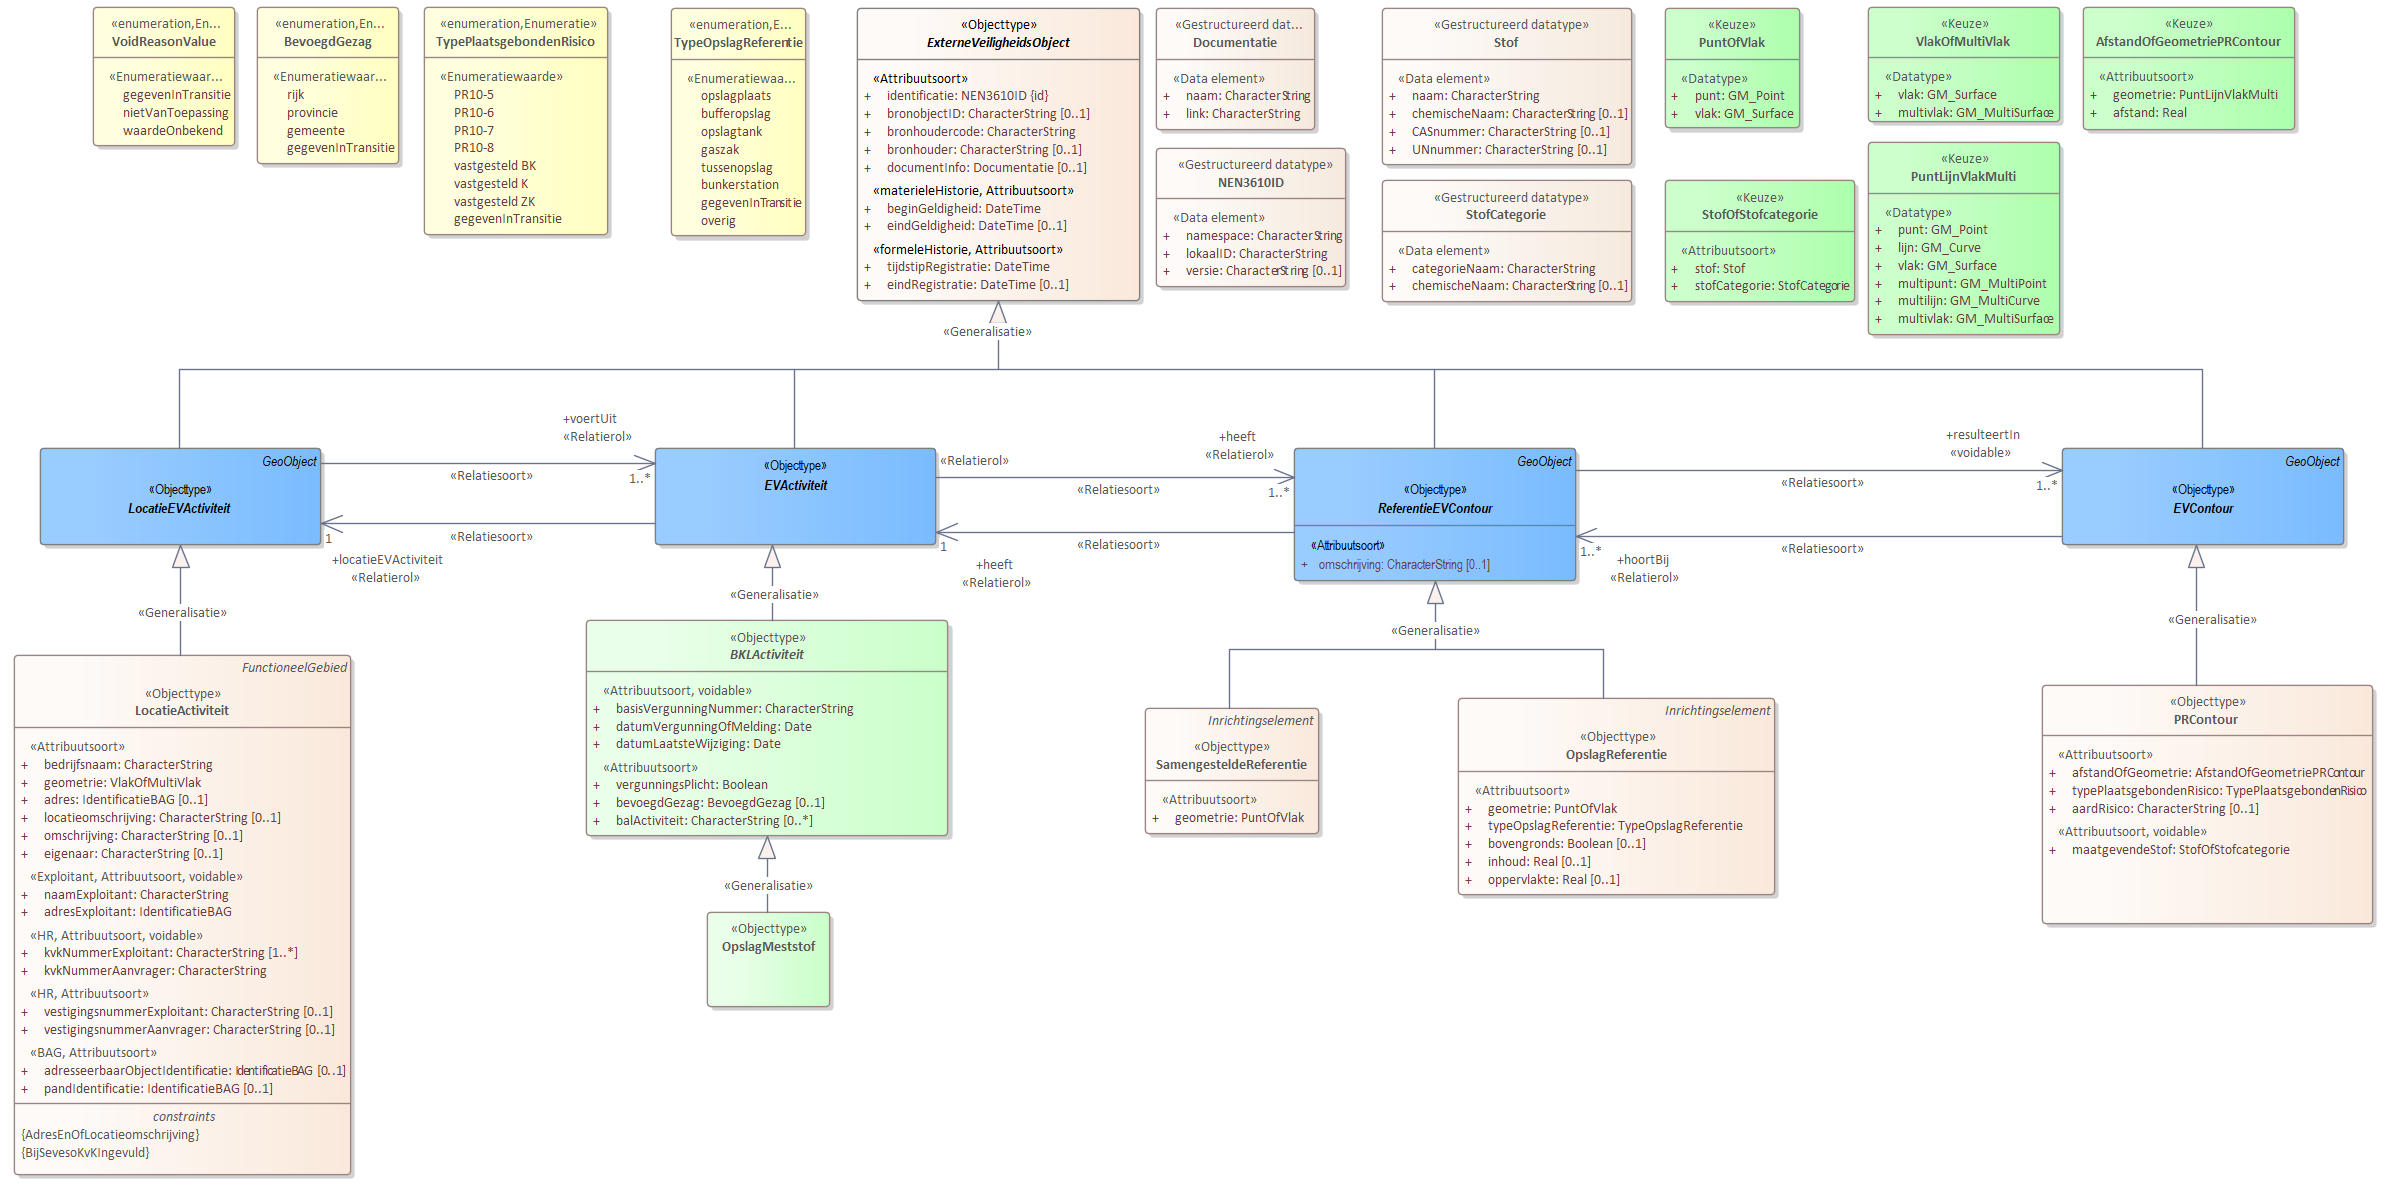 «enumeration,En...
VoidReasonValue
«Enumeratiewaar...
gegevenInTransitie
nietVanToepassing
waardeOnbekend
«enumeration,En...
BevoegdGezag
«Enumeratiewaar...
rijk
provincie
gemeente
gegevenInTransitie
«enumeration,Enumeratie»
TypePlaatsgebondenRisico
«Enumeratiewaarde»
PR10-5
PR10-6
PR10-7
PR10-8
vastgesteld BK
vastgesteld K
vastgesteld ZK
gegevenInTransitie
«enumeration,E...
TypeOpslagReferentie
«Enumeratiewaa...
opslagplaats
bufferopslag
opslagtank
gaszak
tussenopslag
bunkerstation
gegevenInTransitie
overig
«Objecttype»
ExterneVeiligheidsObject
«Attribuutsoort»
+ identificatie: NEN3610ID {id}
+ bronobjectID: CharacterString [0..1]
+ bronhoudercode: CharacterString
+ bronhouder: CharacterString [0..1]
+ documentInfo: Documentatie [0..1]
«materieleHistorie, Attribuutsoort»
+ beginGeldigheid: DateTime
+ eindGeldigheid: DateTime [0..1]
«formeleHistorie, Attribuutsoort»
+ tijdstipRegistratie: DateTime
+ eindRegistratie: DateTime [0..1]
«Gestructureerd dat...
Documentatie
«Data element»
+ naam: CharacterString
+ link: CharacterString
«Gestructureerd datatype»
NEN3610ID
«Data element»
+ namespace: CharacterString
+ lokaalID: CharacterString
+ versie: CharacterString [0..1]
«Gestructureerd datatype»
Stof
«Data element»
+ naam: CharacterString
+ chemischeNaam: CharacterString [0..1]
+ CASnummer: CharacterString [0..1]
+ UNnummer: CharacterString [0..1]
«Gestructureerd datatype»
StofCategorie
«Data element»
+ categorieNaam: CharacterString
+ chemischeNaam: CharacterString [0..1]
«Keuze»
PuntOfVlak
«Datatype»
+ punt: GM_Point
+ vlak: GM_Surface
«Keuze»
StofOfStofcategorie
«Attribuutsoort»
+ stof: Stof
+ stofCategorie: StofCategorie
«Keuze»
VlakOfMultiVlak
«Datatype»
+ vlak: GM_Surface
+ multivlak: GM_MultiSurface
«Keuze»
PuntLijnVlakMulti
«Datatype»
+ punt: GM_Point
+ lijn: GM_Curve
+ vlak: GM_Surface
+ multipunt: GM_MultiPoint
+ multilijn: GM_MultiCurve
+ multivlak: GM_MultiSurface
«Keuze»
AfstandOfGeometriePRContour
«Attribuutsoort»
+ geometrie: PuntLijnVlakMulti
+ afstand: Real
«Generalisatie»
GeoObject
«Objecttype»
LocatieEVActiviteit
+voertUit
«Relatierol»
«Relatiesoort»
1..*
«Relatiesoort»
1
+locatieEVActiviteit
«Relatierol»
«Objecttype»
EVActiviteit
«Relatierol»
+heeft
«Relatierol»
«Relatiesoort»
1..*
«Relatiesoort»
1
+heeft
«Relatierol»
GeoObject
«Objecttype»
ReferentieEVContour
«Attribuutsoort»
+ omschrijving: CharacterString [0..1]
+resulteertIn
«voidable»
«Relatiesoort»
1..*
«Relatiesoort»
1..*
+hoortBij
«Relatierol»
GeoObject
«Objecttype»
EVContour
«Generalisatie»
«Generalisatie»
«Generalisatie»
«Generalisatie»
FunctioneelGebied
«Objecttype»
LocatieActiviteit
«Attribuutsoort»
+ bedrijfsnaam: CharacterString
+ geometrie: VlakOfMultiVlak
+ adres: IdentificatieBAG [0..1]
+ locatieomschrijving: CharacterString [0..1]
+ omschrijving: CharacterString [0..1]
+ eigenaar: CharacterString [0..1]
«Exploitant, Attribuutsoort, voidable»
+ naamExploitant: CharacterString
+ adresExploitant: IdentificatieBAG
«HR, Attribuutsoort, voidable»
+ kvkNummerExploitant: CharacterString [1..*]
+ kvkNummerAanvrager: CharacterString
«HR, Attribuutsoort»
+ vestigingsnummerExploitant: CharacterString [0..1]
+ vestigingsnummerAanvrager: CharacterString [0..1]
«BAG, Attribuutsoort»
+ adresseerbaarObjectIdentificatie: IdentificatieBAG [0..1]
+ pandIdentificatie: IdentificatieBAG [0..1]
constraints
{AdresEnOfLocatieomschrijving}
{BijSevesoKvKIngevuld}
«Objecttype»
BKLActiviteit
«Attribuutsoort, voidable»
+ basisVergunningNummer: CharacterString
+ datumVergunningOfMelding: Date
+ datumLaatsteWijziging: Date
«Attribuutsoort»
+ vergunningsPlicht: Boolean
+ bevoegdGezag: BevoegdGezag [0..1]
+ balActiviteit: CharacterString [0..*]
«Generalisatie»
«Objecttype»
OpslagMeststof
Inrichtingselement
«Objecttype»
SamengesteldeReferentie
«Attribuutsoort»
+ geometrie: PuntOfVlak
Inrichtingselement
«Objecttype»
OpslagReferentie
«Attribuutsoort»
+ geometrie: PuntOfVlak
+ typeOpslagReferentie: TypeOpslagReferentie
+ bovengronds: Boolean [0..1]
+ inhoud: Real [0..1]
+ oppervlakte: Real [0..1]
«Objecttype»
PRContour
«Attribuutsoort»
+ afstandOfGeometrie: AfstandOfGeometriePRContour
+ typePlaatsgebondenRisico: TypePlaatsgebondenRisico
+ aardRisico: CharacterString [0..1]
«Attribuutsoort, voidable»
+ maatgevendeStof: StofOfStofcategorie